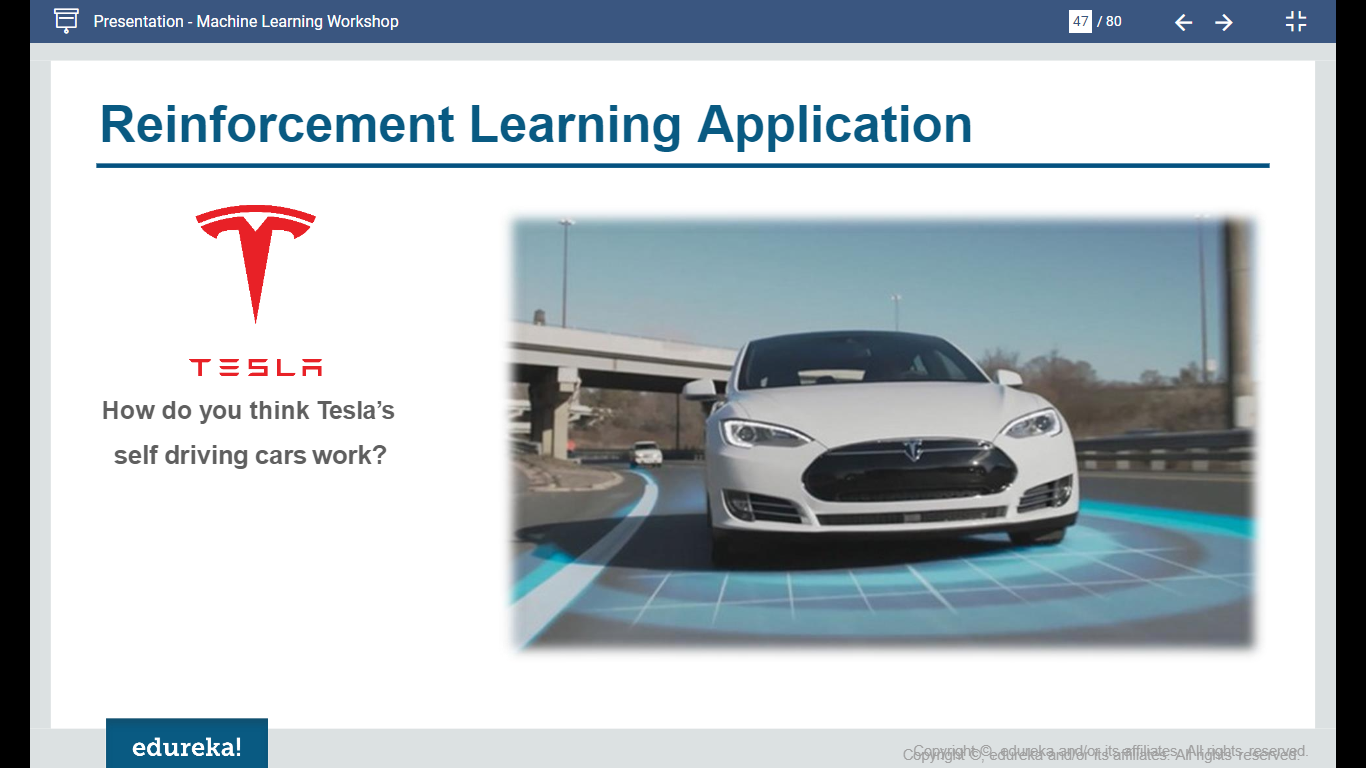 Presentation - Machine Learning Workshop
47 / 80
Reinforcement Learning Application
TESLA
How do you think Tesla’s
self driving cars work?
edureka!
Copyright ©, edureka and/or its affiliates. All rights reserved.
Copyright ©, edureka and/or its affiliates. All rights reserved.